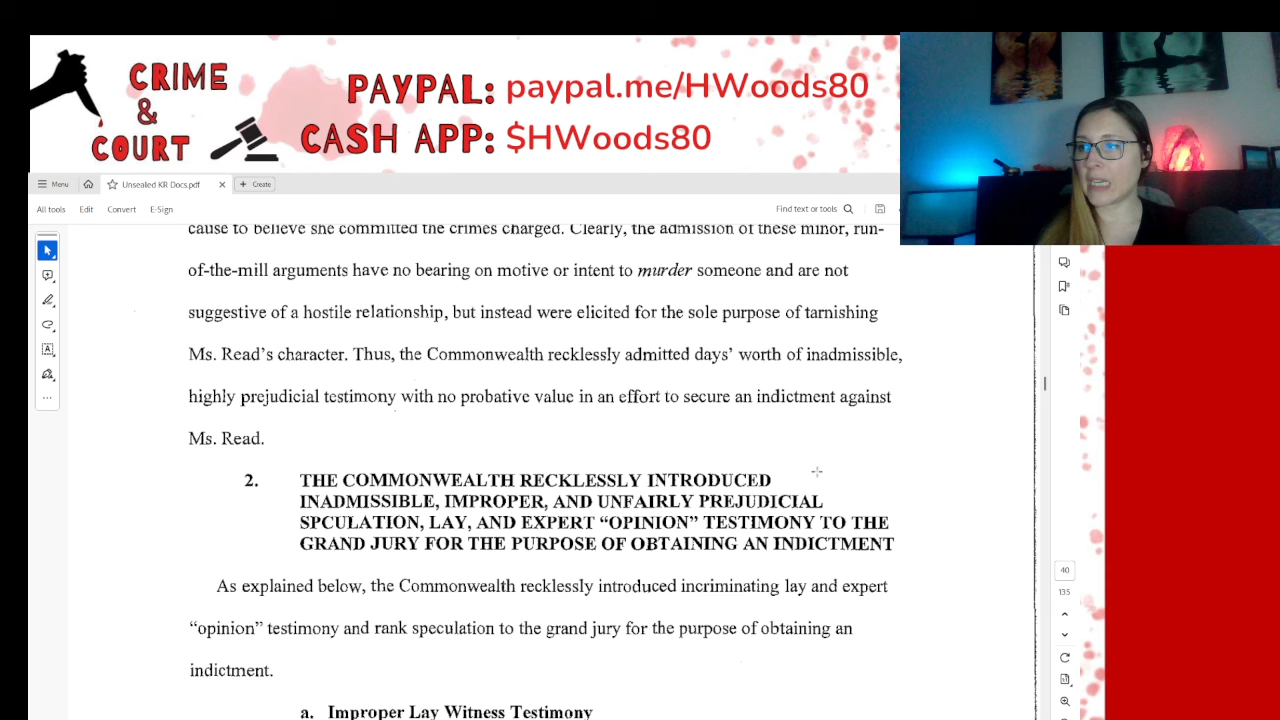 CRIME
&
COURT
PAYPAL: paypal.me/HWoods80
CASH APP: $HWoods80
Menu
Unsealed KR Docs.pdf
Create
All tools
Edit
Convert
E-Sign
Find text or tools
cause to believe she committed the crimes charged. Clearly, the admission of these minor, run-
of-the-mill arguments have no bearing on motive or intent to murder someone and are not
suggestive of a hostile relationship, but instead were elicited for the sole purpose of tarnishing
Ms. Read's character. Thus, the Commonwealth recklessly admitted days' worth of inadmissible,
highly prejudicial testimony with no probative value in an effort to secure an indictment against
Ms. Read.
2. THE COMMONWEALTH RECKLESSLY INTRODUCED
INADMISSIBLE, IMPROPER, AND UNFAIRLY PREJUDICIAL
SPCULATION, LAY, AND EXPERT “OPINION” TESTIMONY TO THE
GRAND JURY FOR THE PURPOSE OF OBTAINING AN INDICTMENT
As explained below, the Commonwealth recklessly introduced incriminating lay and expert
“opinion” testimony and rank speculation to the grand jury for the purpose of obtaining an
indictment.
a. Improper Lay Witness Testimony
40
135